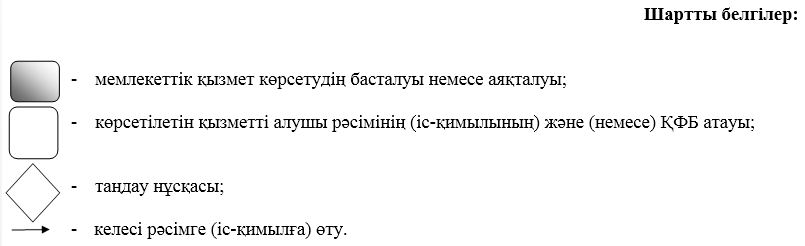 Шартты белгілер:
- мемлекеттік қызмет көрсетудің басталуы немесе аяқталуы;
- көрсетілетін қызметті алушы рәсімінің (іс-қимылының) және (немесе) ҚФБ атауы;
- таңдау нұсқасы;
- келесі рәсімге (іс-қимылға) өту.